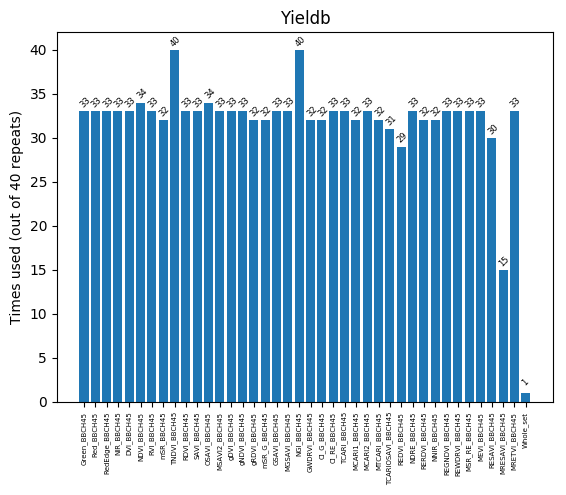 Yieldb
Times used (out of 40 repeats)
40
35
30
25
20
15
10
5
0
33
33
33
33
33
34
33
32
40
33
33
34
33
33
33
32
32
33
33
40
32
32
33
33
32
33
32
31
29
33
32
32
33
33
33
33
30
15
33
1
Green_BBCH45
Red_BBCH45
RedEdge_BBCH45
NIR_BBCH45
DVI_BBCH45
NDVI_BBCH45
RVI_BBCH45
mSR_BBCH45
TNDVI_BBCH45
RDVI_BBCH45
SAVI_BBCH45
OSAVI_BBCH45
MSAVI2_BBCH45
gDVI_BBCH45
gNDVI_BBCH45
gRDVI_BBCH45
mSR_G_BBCH45
GSAVI_BBCH45
MGSAVI_BBCH45
NGI_BBCH45
GWDRVI_BBCH45
CI_G_BBCH45
CI_RE_BBCH45
TCARI_BBCH45
MCARI1_BBCH45
MCARI2_BBCH45
MTCARI_BBCH45
TCARIOSAVI_BBCH45
REDVI_BBCH45
NDRE_BBCH45
RERDVI_BBCH45
NNIR_BBCH45
REGNDVI_BBCH45
REWDRVI_BBCH45
MSR_RE_BBCH45
MEVI_BBCH45
RESAVI_BBCH45
MRESAVI_BBCH45
MRETVI_BBCH45
Whole_set